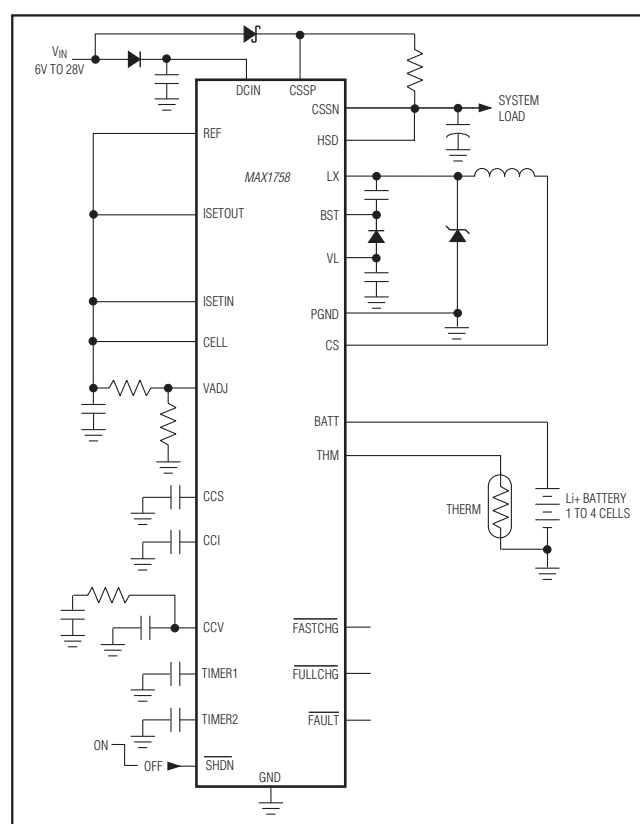 VIN
6V TO 28V
DCIN
CSSP
CSSN
SYSTEM
LOAD
HSD
REF
MAX1758
LX
ISETOUT
BST
VL
ISETIN
PGND
CELL
CS
VADJ
BATT
THM
CCS
THERM
Li+ BATTERY
1 TO 4 CELLS
CCI
CCV
FASTCHG
TIMER1
FULLCHG
TIMER2
FAULT
ON
OFF
SHDN
GND